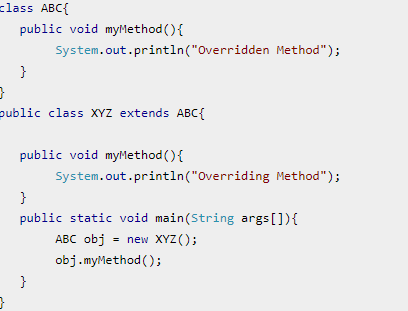 class ABC{
public void myMethod(){
System.out.println("Overridden Method");
}
}
public class XYZ extends ABC{
public void myMethod(){
System.out.println("Overriding Method");
}
public static void main(String args[]){
ABC obj = new XYZ();
obj.myMethod();
}
}